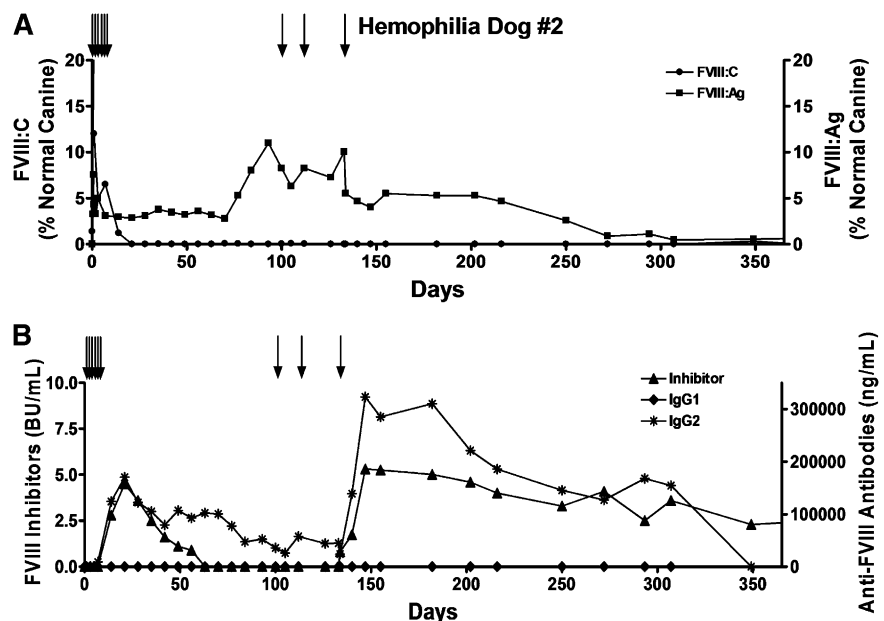 A
Hemophilia Dog #2
FVIII:C
(% Normal Canine)
20
15
10
5
0
FVIII:C
FVIII:Ag
20
15
10
5
0
FVIII:Ag
(% Normal Canine)
0 50 100 150 200 250 300 350
Days
B
FVIII Inhibitors (BU/mL)
10.0
7.5
5.0
2.5
0.0
Inhibitor
IgG1
IgG2
300000
200000
100000
0
Anti-FVIII Antibodies (ng/mL)
0 50 100 150 200 250 300 350
Days